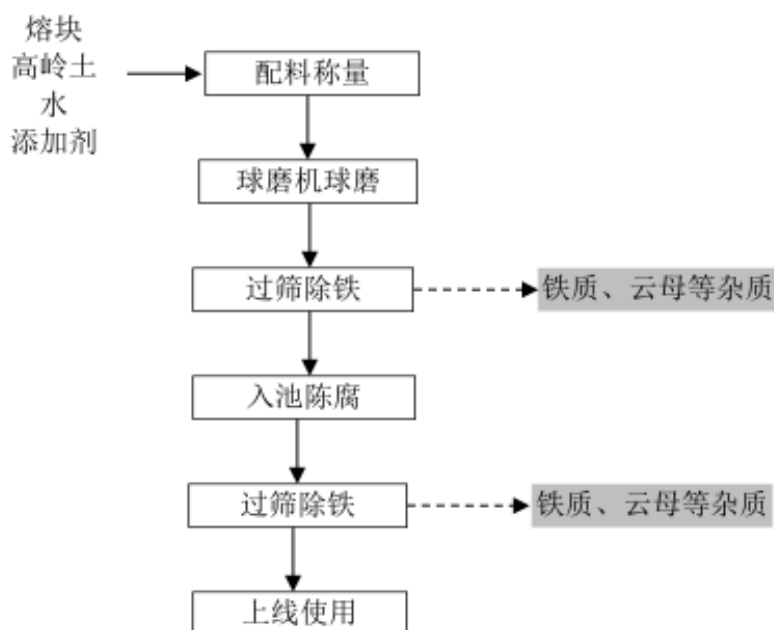 熔块
高岭土
水
添加剂
配料称量
球磨机球磨
过筛除铁
铁质、云母等杂质
入池陈腐
过筛除铁
铁质、云母等杂质
上线使用